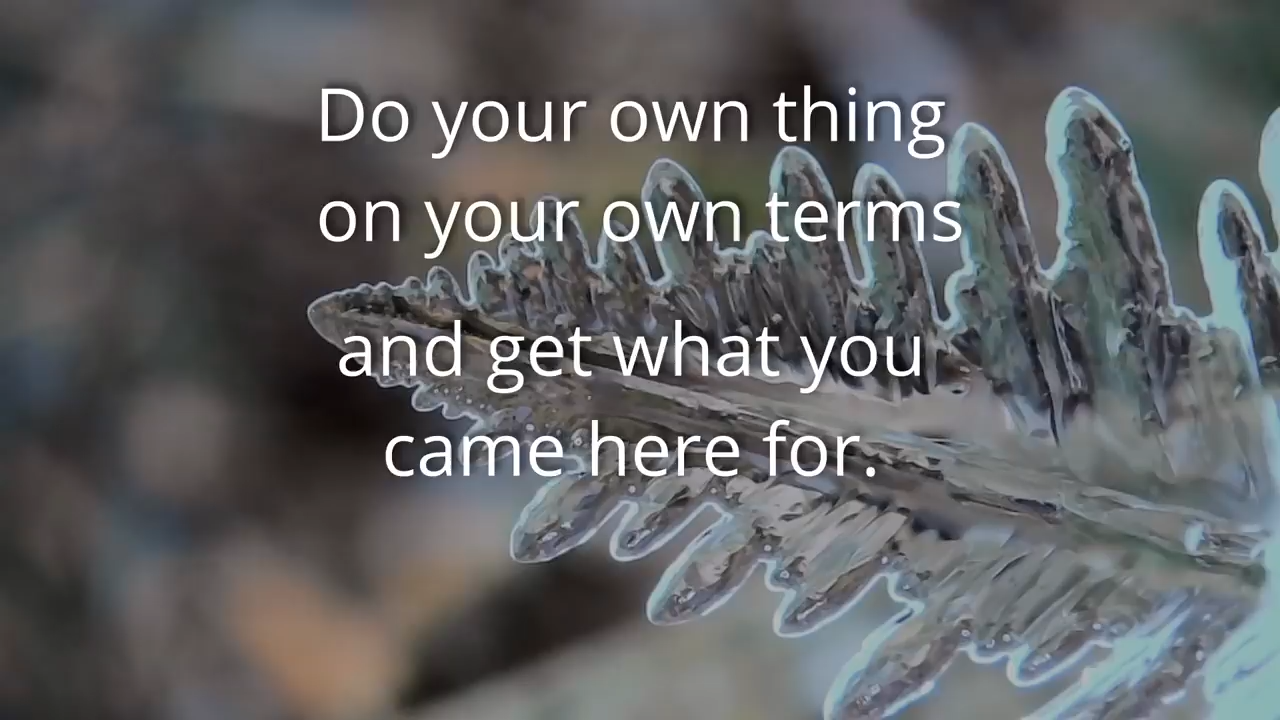 Do your own thing
on your own terms
and get what you
came here for.